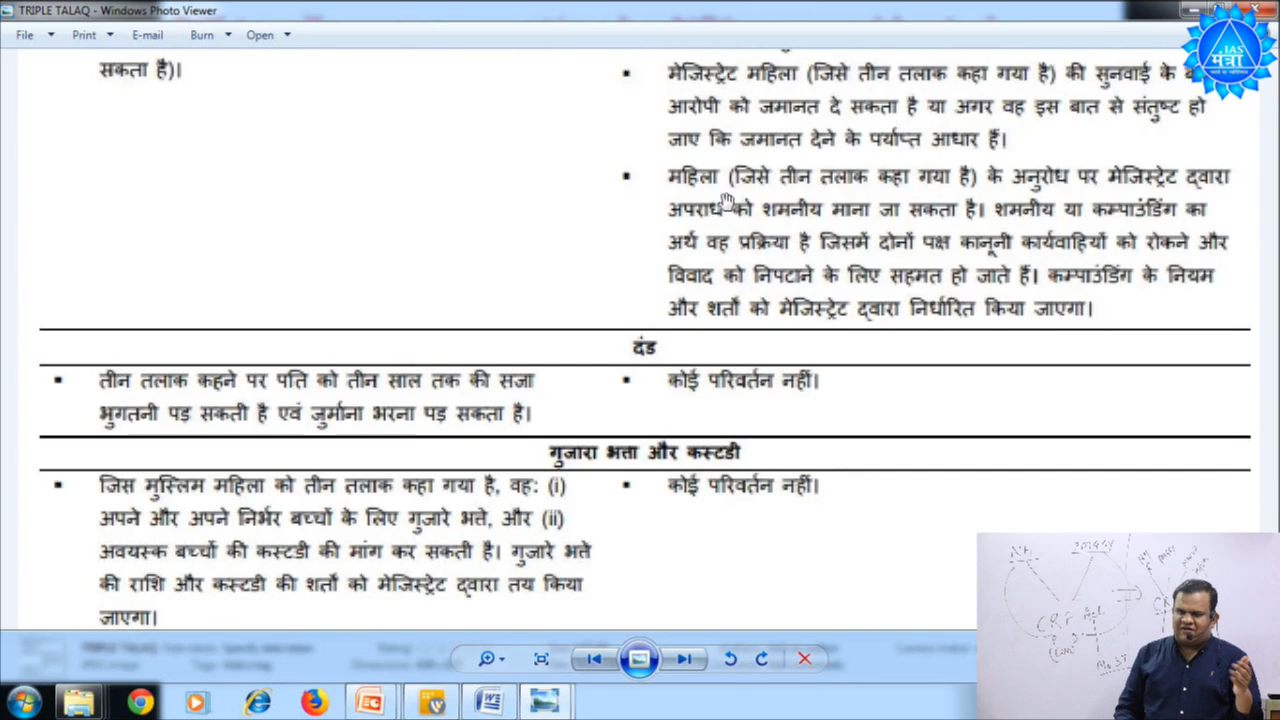 TRIPLE TALAQ - Windows Photo Viewer
File Print E-mail Burn Open
IAS
मंत्रा
सकता है)।
मेजिस्ट्रेट महिला (जिसे तीन तलाक कहा गया है) की सुनवाई के
आरोपी को जमानत दे सकता है या अगर वह इस बात से संतुष्ट हो
जाए कि जमानत देने के पर्याप्त आधार हैं।
महिला (जिसे तीन तलाक कहा गया है) के अनुरोध पर मेजिस्ट्रेट द्वारा
अपराध को शमनीय माना जा सकता है। शमनीय या कम्पाउंडिंग का
अर्थ वह प्रक्रिया है जिसमें दोनों पक्ष कानूनी कार्यवाहियों को रोकने और
विवाद को निपटाने के लिए सहमत हो जाते हैं। कम्पाउंडिंग के नियम
और शर्तों को मेजिस्ट्रेट द्वारा निर्धारित किया जाएगा।
दंड
तीन तलाक कहने पर पति को तीन साल तक की सजा
भुगतनी पड़ सकती है एवं जुर्माना भरना पड़ सकता है।
कोई परिवर्तन नहीं।
गुजारा भत्ता और कस्टडी
जिस मुस्लिम महिला को तीन तलाक कहा गया है, वह: (i)
अपने और अपने निर्भर बच्चों के लिए गुजारे भत्ते, और (ii)
अवयस्क बच्चों की कस्टडी की मांग कर सकती है। गुजारे भत्ते
की राशि और कस्टडी की शर्तों को मेजिस्ट्रेट द्वारा तय किया
जाएगा।
कोई परिवर्तन नहीं।
TRIPLE TALAQ